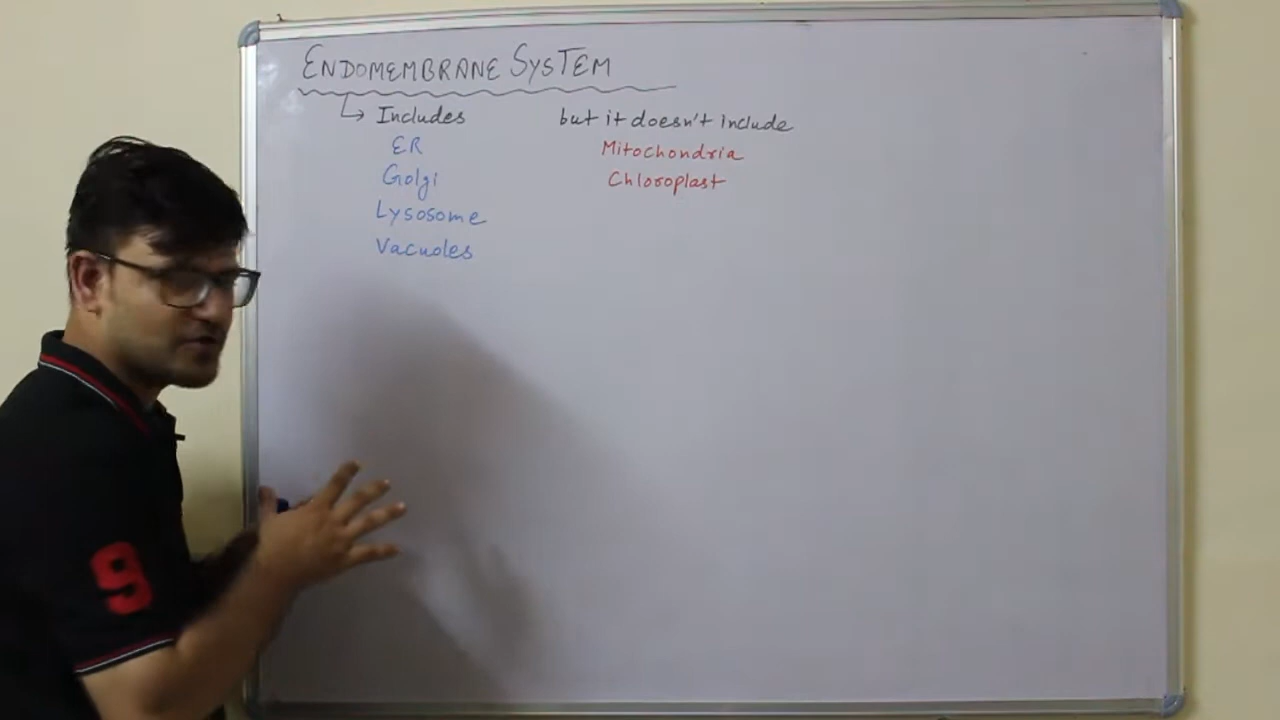 ENDOMEMBRANE SYSTEM
↳ Includes
ER
Golgi
Lysosome
Vacuoles
but it doesn't include
Mitochondria
Chloroplast
9